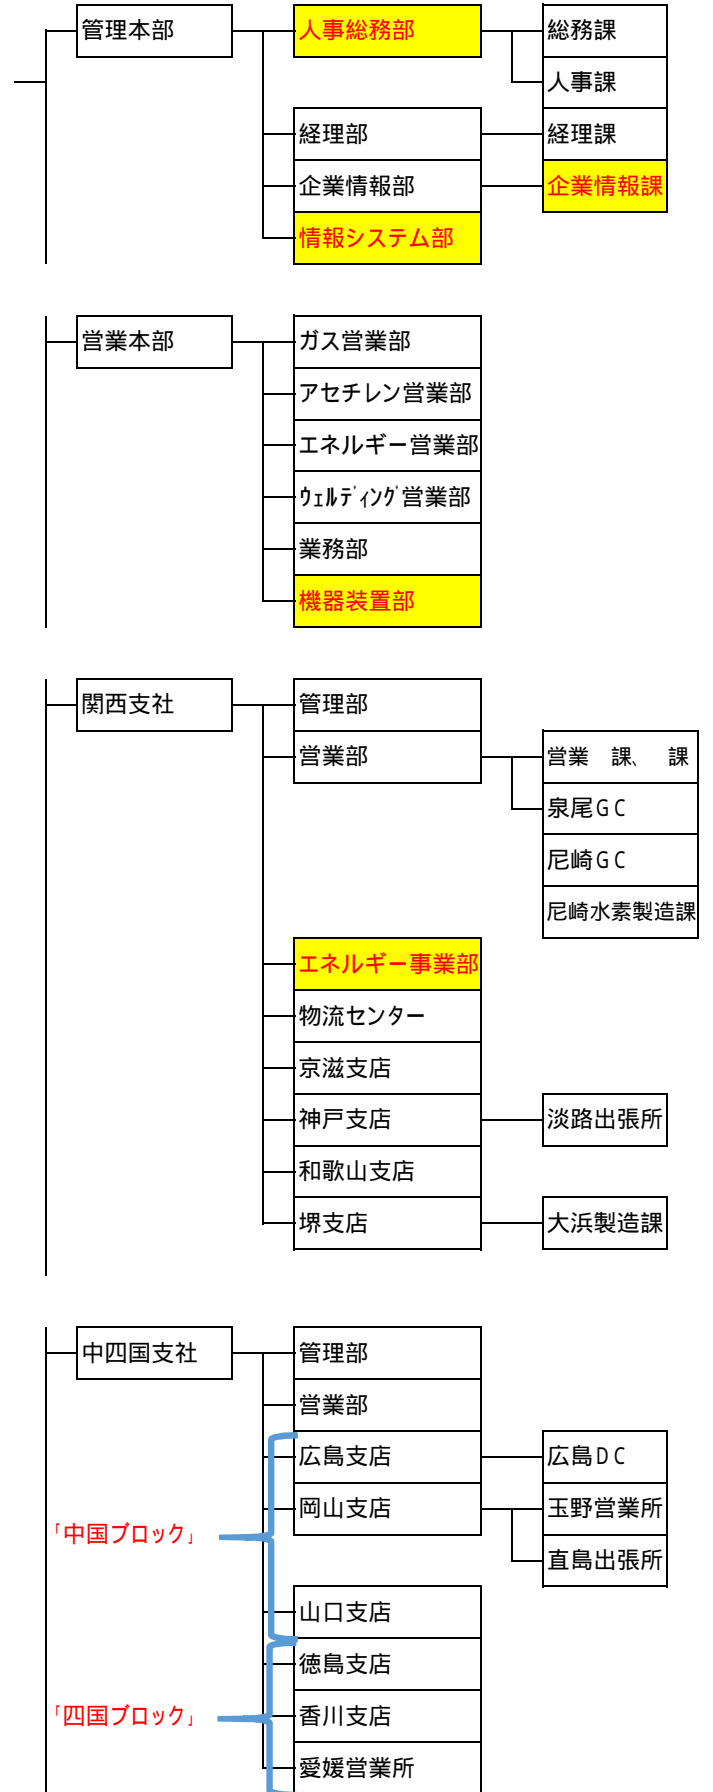 管理本部 人事総務部 総務課
人事課
経理部 経理課
企業情報部 企業情報課
情報システム部
営業本部 ガス営業部
アセチレン営業部
エネルギー営業部
ｳｪﾙﾃﾞｨﾝｸﾞ営業部
業務部
機器装置部
関西支社 管理部
営業部 営業　課、　課
泉尾GC
尼崎GC
尼崎水素製造課
エネルギー事業部
物流センター
京滋支店
神戸支店 淡路出張所
和歌山支店
堺支店 大浜製造課
中四国支社 管理部
営業部
広島支店 広島DC
岡山支店 玉野営業所
「中国ブロック」
直島出張所
山口支店
徳島支店
「四国ブロック」 香川支店
愛媛営業所